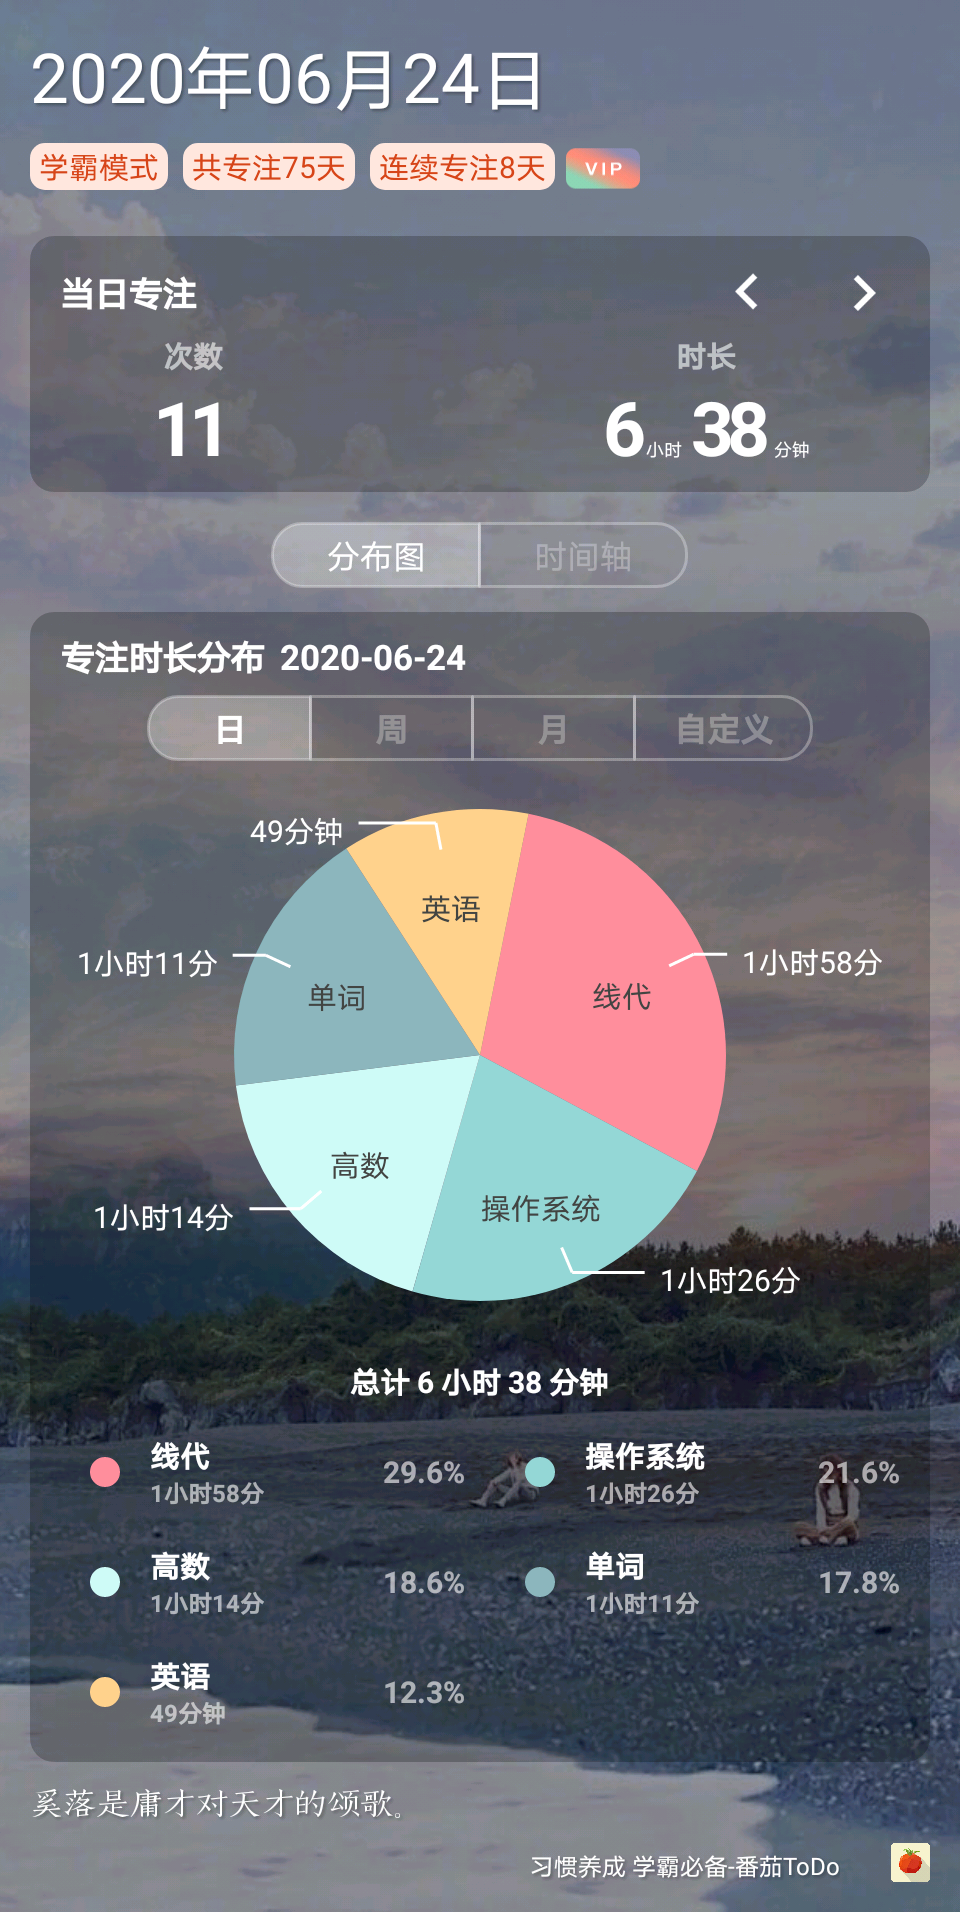 2020年06月24日
学霸模式 共专注75天 连续专注8天 VIP
当日专注
次数 时长
11 6小时 38分钟
分布图 时间轴
专注时长分布 2020-06-24
日 周 月 自定义
49分钟
英语
1小时11分 1小时58分
单词 线代
高数
操作系统
1小时14分
1小时26分
总计 6 小时 38 分钟
线代 29.6% 操作系统 21.6%
1小时58分 1小时26分
高数 18.6% 单词 17.8%
1小时14分 1小时11分
英语 12.3%
49分钟
奚落是庸才对天才的颂歌。
习惯养成 学霸必备-番茄ToDo